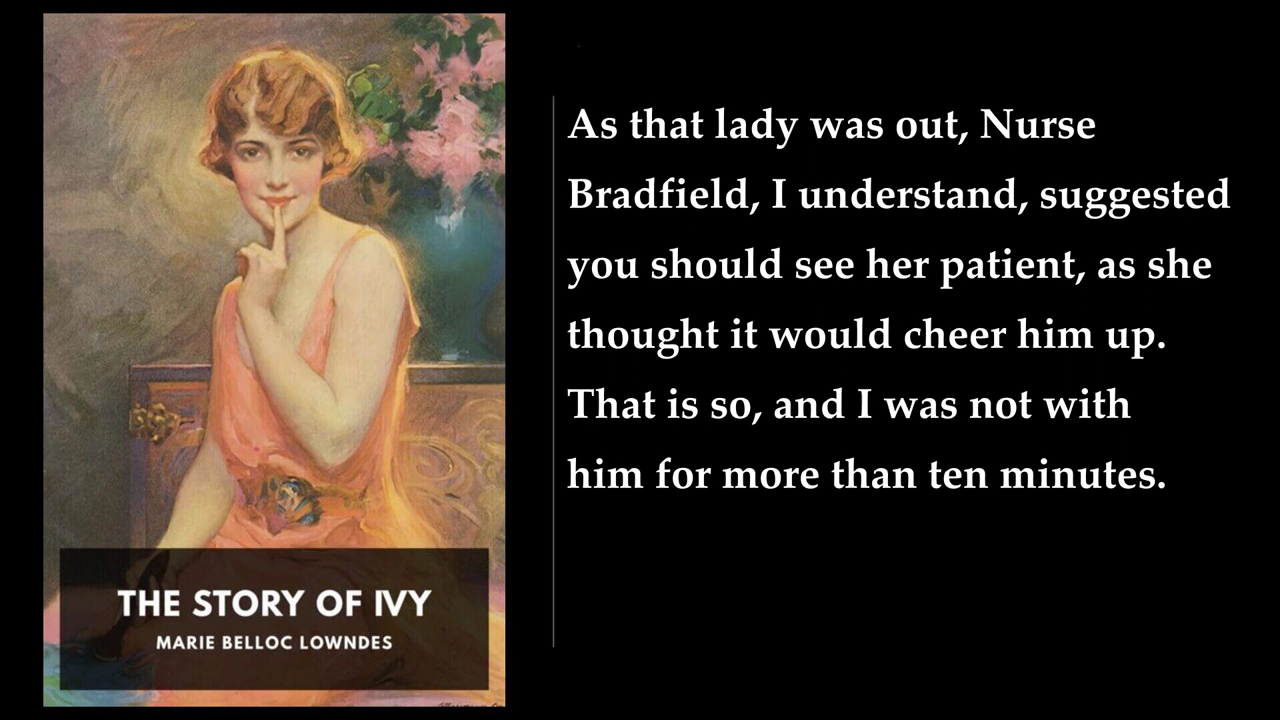 THE STORY OF IVY
MARIE BELLOC LOWNDES
As that lady was out, Nurse
Bradfield, I understand, suggested
you should see her patient, as she
thought it would cheer him up.
That is so, and I was not with
him for more than ten minutes.